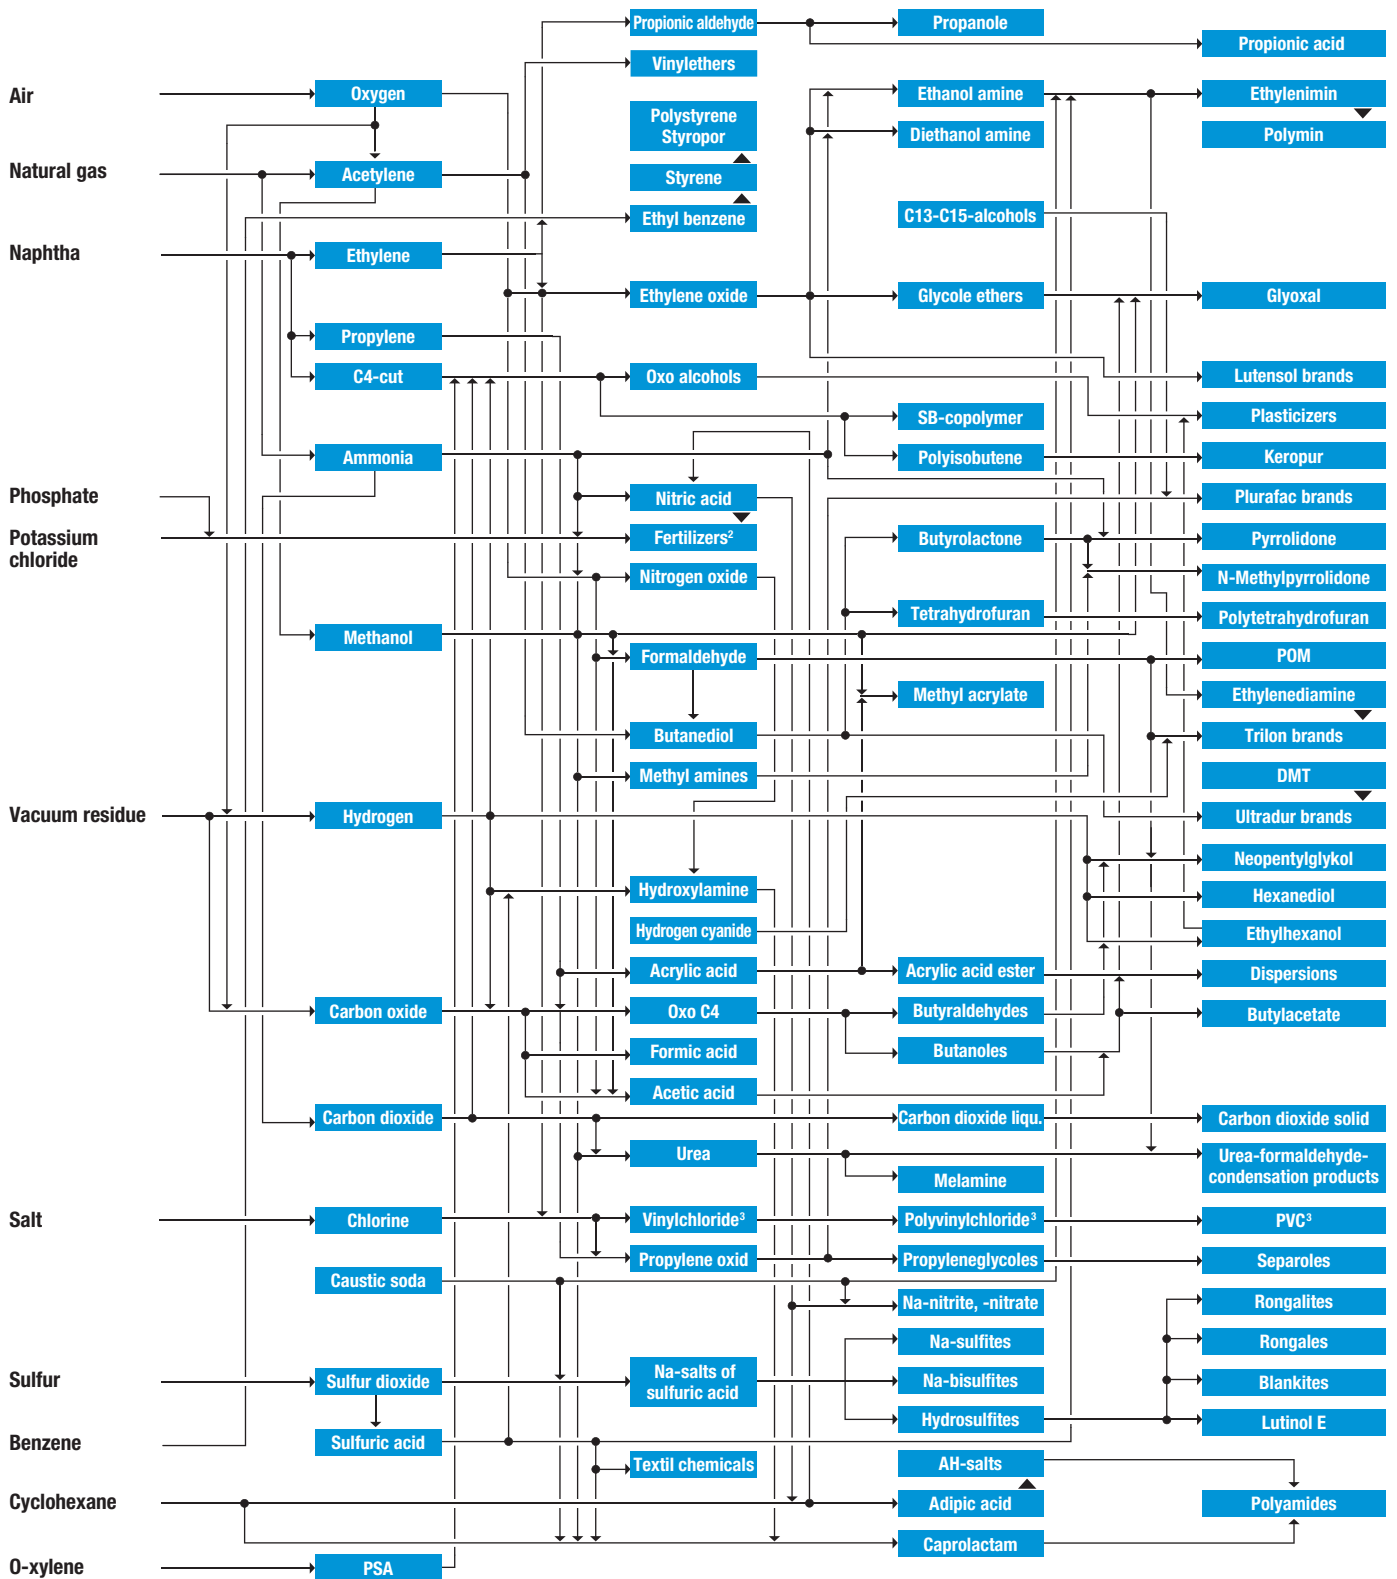 Air
Natural gas
Naphtha
Phosphate
Potassium
chloride
Vacuum residue
Salt
Sulfur
Benzene
Cyclohexane
O-xylene
Oxygen
Acetylene
Ethylene
Propylene
C4-cut
Ammonia
Methanol
Hydrogen
Carbon oxide
Carbon dioxide
Chlorine
Caustic soda
Sulfur dioxide
Sulfuric acid
PSA
Propionic aldehyde
Vinylethers
Polystyrene
Styropor
Styrene
Ethyl benzene
Ethylene oxide
Oxo alcohols
Nitric acid
Fertilizers²
Nitrogen oxide
Formaldehyde
Butanediol
Methyl amines
Hydroxylamine
Hydrogen cyanide
Acrylic acid
Oxo C4
Formic acid
Acetic acid
Urea
Vinylchloride³
Propylene oxid
Na-salts of
sulfuric acid
Textil chemicals
Propanole
Ethanol amine
Diethanol amine
C13-C15-alcohols
Glycole ethers
SB-copolymer
Polyisobutene
Butyrolactone
Tetrahydrofuran
Methyl acrylate
Acrylic acid ester
Butyraldehydes
Butanoles
Carbon dioxide liqu.
Melamine
Polyvinylchloride³
Propyleneglycoles
Na-nitrite, -nitrate
Na-sulfites
Na-bisulfites
Hydrosulfites
AH-salts
Adipic acid
Caprolactam
Propionic acid
Ethylenimin
Polymin
Glyoxal
Lutensol brands
Plasticizers
Keropur
Plurafac brands
Pyrrolidone
N-Methylpyrrolidone
Polytetrahydrofuran
POM
Ethylenediamine
Trilon brands
DMT
Ultradur brands
Neopentylglykol
Hexanediol
Ethylhexanol
Dispersions
Butylacetate
Carbon dioxide solid
Urea-formaldehyde-
condensation products
PVC³
Separoles
Rongalites
Rongales
Blankites
Lutinol E
Polyamides